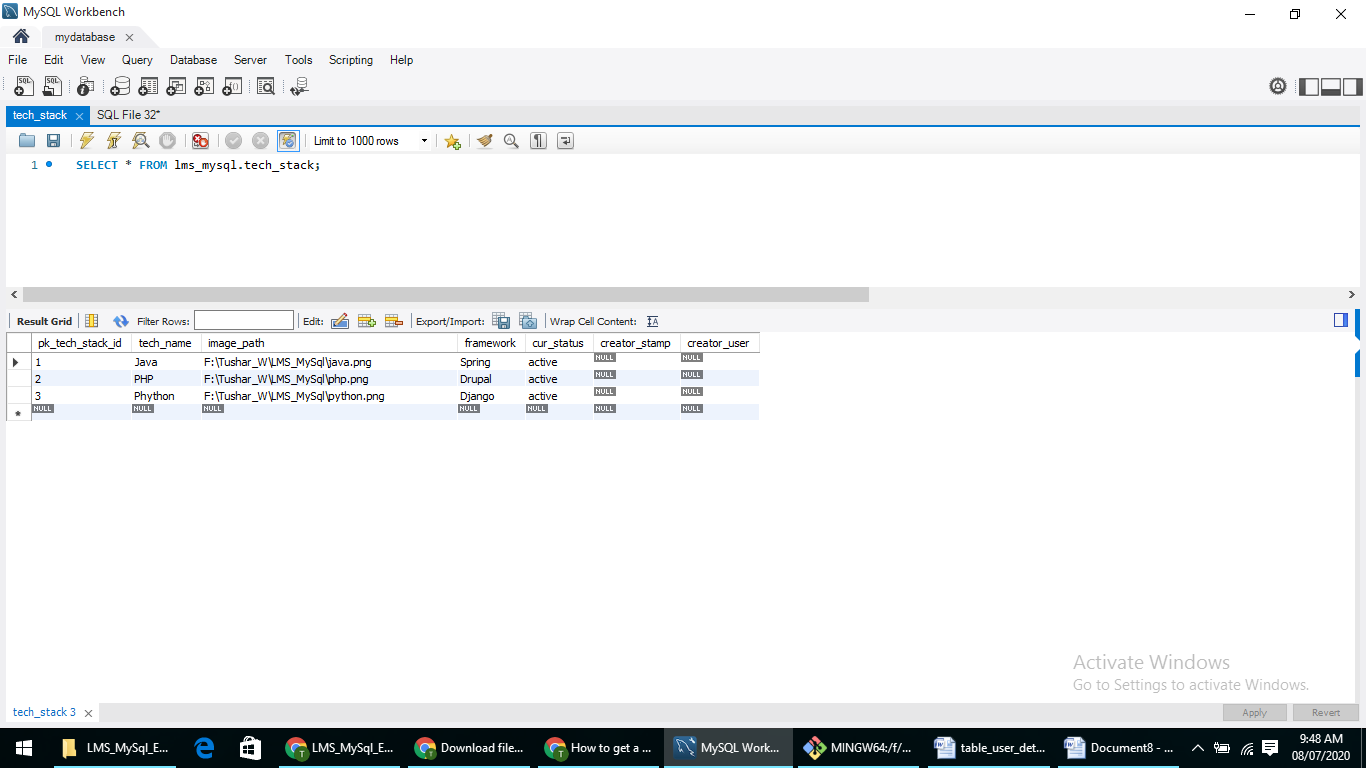 MySQL Workbench
mydatabase
File Edit View Query Database Server Tools Scripting Help
tech_stack SQL File 32*
Limit to 1000 rows
1 SELECT * FROM lms_mysql.tech_stack;
Result Grid Filter Rows: Edit: Export/Import: Wrap Cell Content:
pk_tech_stack_id tech_name image_path framework cur_status creator_stamp creator_user
1 Java F:\Tushar_W\LMS_MySql\java.png Spring active NULL NULL
2 PHP F:\Tushar_W\LMS_MySql\php.png Drupal active NULL NULL
3 Phython F:\Tushar_W\LMS_MySql\python.png Django active NULL NULL
NULL NULL NULL NULL NULL NULL NULL
Activate Windows
Go to Settings to activate Windows.
tech_stack 3 Apply Revert
LMS_MySql_E... LMS_MySql_E... Download file... How to get a ... MySQL Work... MINGW64:/f/... table_user_det... Document8 - ... 9:48 AM
08/07/2020